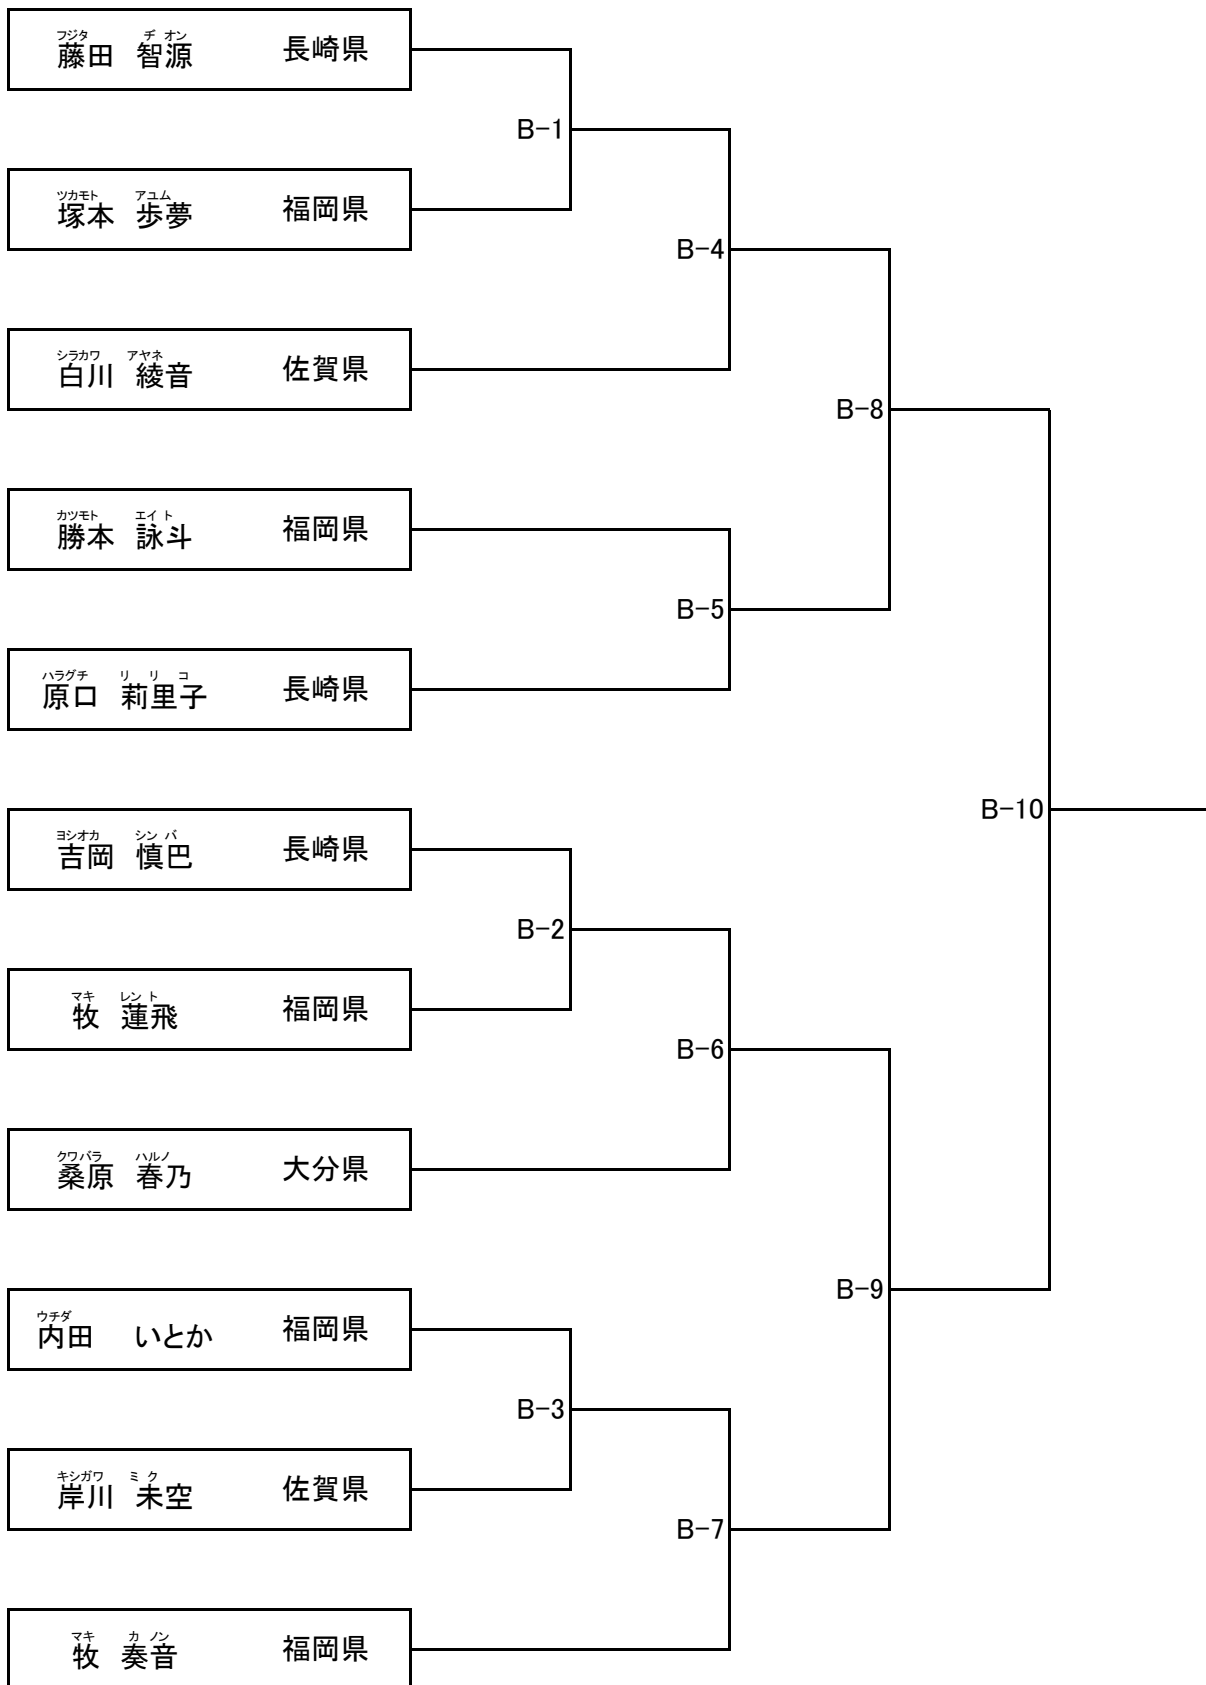 フジタ ヂオン
藤田 智源 長崎県
B-1
ツカモト アユム
塚本 歩夢 福岡県
B-4
シラカワ アヤネ
白川 綾音 佐賀県
B-8
カツモト エイト
勝本 詠斗 福岡県
B-5
ハラグチ リリコ
原口 莉里子 長崎県
B-10
ヨシオカ シンバ
吉岡 慎巴 長崎県
B-2
マキ レント
牧 蓮飛 福岡県
B-6
クワバラ ハルノ
桑原 春乃 大分県
B-9
ウチダ
内田 いとか 福岡県
B-3
キシガワ ミク
岸川 未空 佐賀県
B-7
マキ カノン
牧 奏音 福岡県